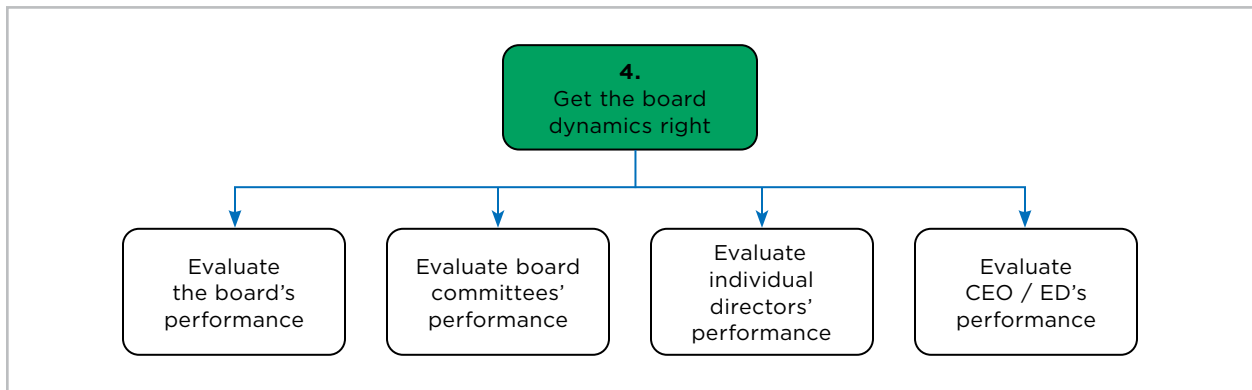 4.
Get the board
dynamics right
Evaluate
the board's
performance
Evaluate board
committees'
performance
Evaluate
individual
directors'
performance
Evaluate
CEO / ED's
performance